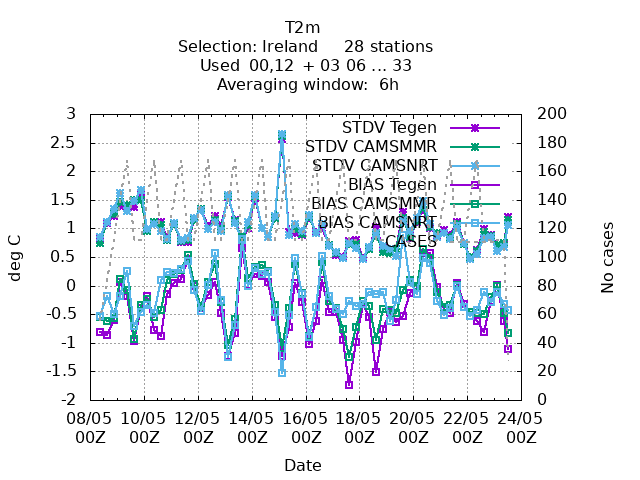 T2m
Selection: Ireland 28 stations
Used 00,12 + 03 06 ... 33
Averaging window: 6h
3
2.5
2
1.5
1
0.5
0
-0.5
-1
-1.5
-2
deg C
200
180
160
140
120
100
80
60
40
20
0
No cases
STDV Tegen
STDV CAMSMMR
STDV CAMSNRT
BIAS Tegen
BIAS CAMSMMR
BIAS CAMSNRT
CASES
08/05 10/05 12/05 14/05 16/05 18/05 20/05 22/05 24/05
00Z 00Z 00Z 00Z 00Z 00Z 00Z 00Z 00Z
Date